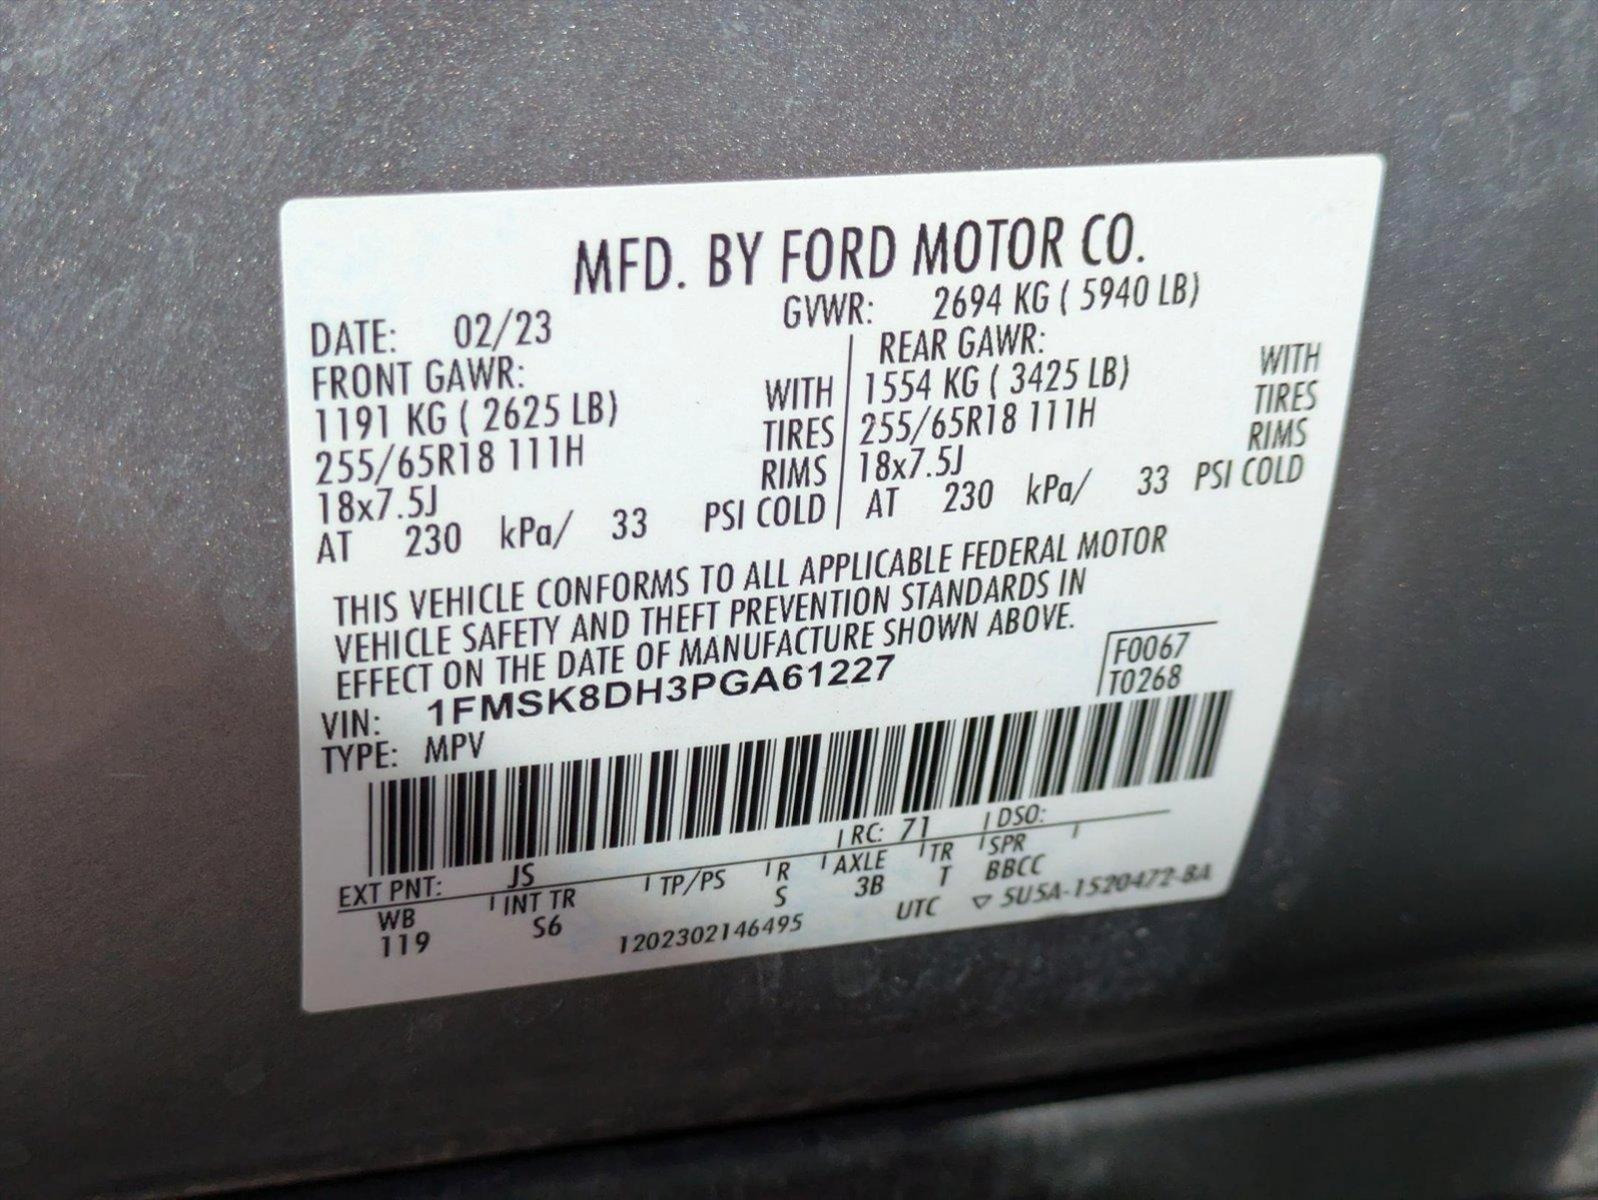 MFD. BY FORD MOTOR CO.
DATE: 02/23 GVWR: 2694 KG ( 5940 LB)
FRONT GAWR: REAR GAWR:
1191 KG ( 2625 LB) WITH 1554 KG ( 3425 LB) WITH
255/65R18 111H TIRES 255/65R18 111H TIRES
18x7.5J RIMS 18x7.5J RIMS
AT 230 kPa/ 33 PSI COLD AT 230 kPa/ 33 PSI COLD
THIS VEHICLE CONFORMS TO ALL APPLICABLE FEDERAL MOTOR
VEHICLE SAFETY AND THEFT PREVENTION STANDARDS IN
EFFECT ON THE DATE OF MANUFACTURE SHOWN ABOVE.
VIN: 1FMSK8DH3PGA61227 F0067
TYPE: MPV T0268
EXT PNT: JS RC: 71 DSO:
WB INT TR TP/PS R AXLE TR SPR
119 S6 S 3B T BBCC
1202302146495 UTC ▽ 5U5A-1520472-BA